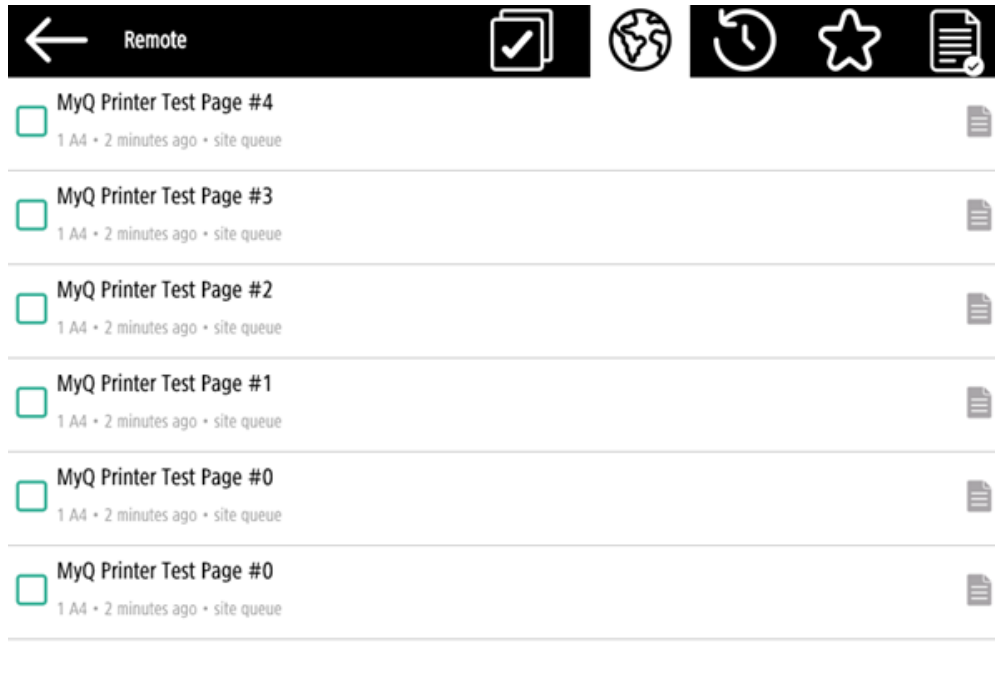 Remote
MyQ Printer Test Page #4
1 A4 • 2 minutes ago • site queue
MyQ Printer Test Page #3
1 A4 • 2 minutes ago • site queue
MyQ Printer Test Page #2
1 A4 • 2 minutes ago • site queue
MyQ Printer Test Page #1
1 A4 • 2 minutes ago • site queue
MyQ Printer Test Page #0
1 A4 • 2 minutes ago • site queue
MyQ Printer Test Page #0
1 A4 • 2 minutes ago • site queue